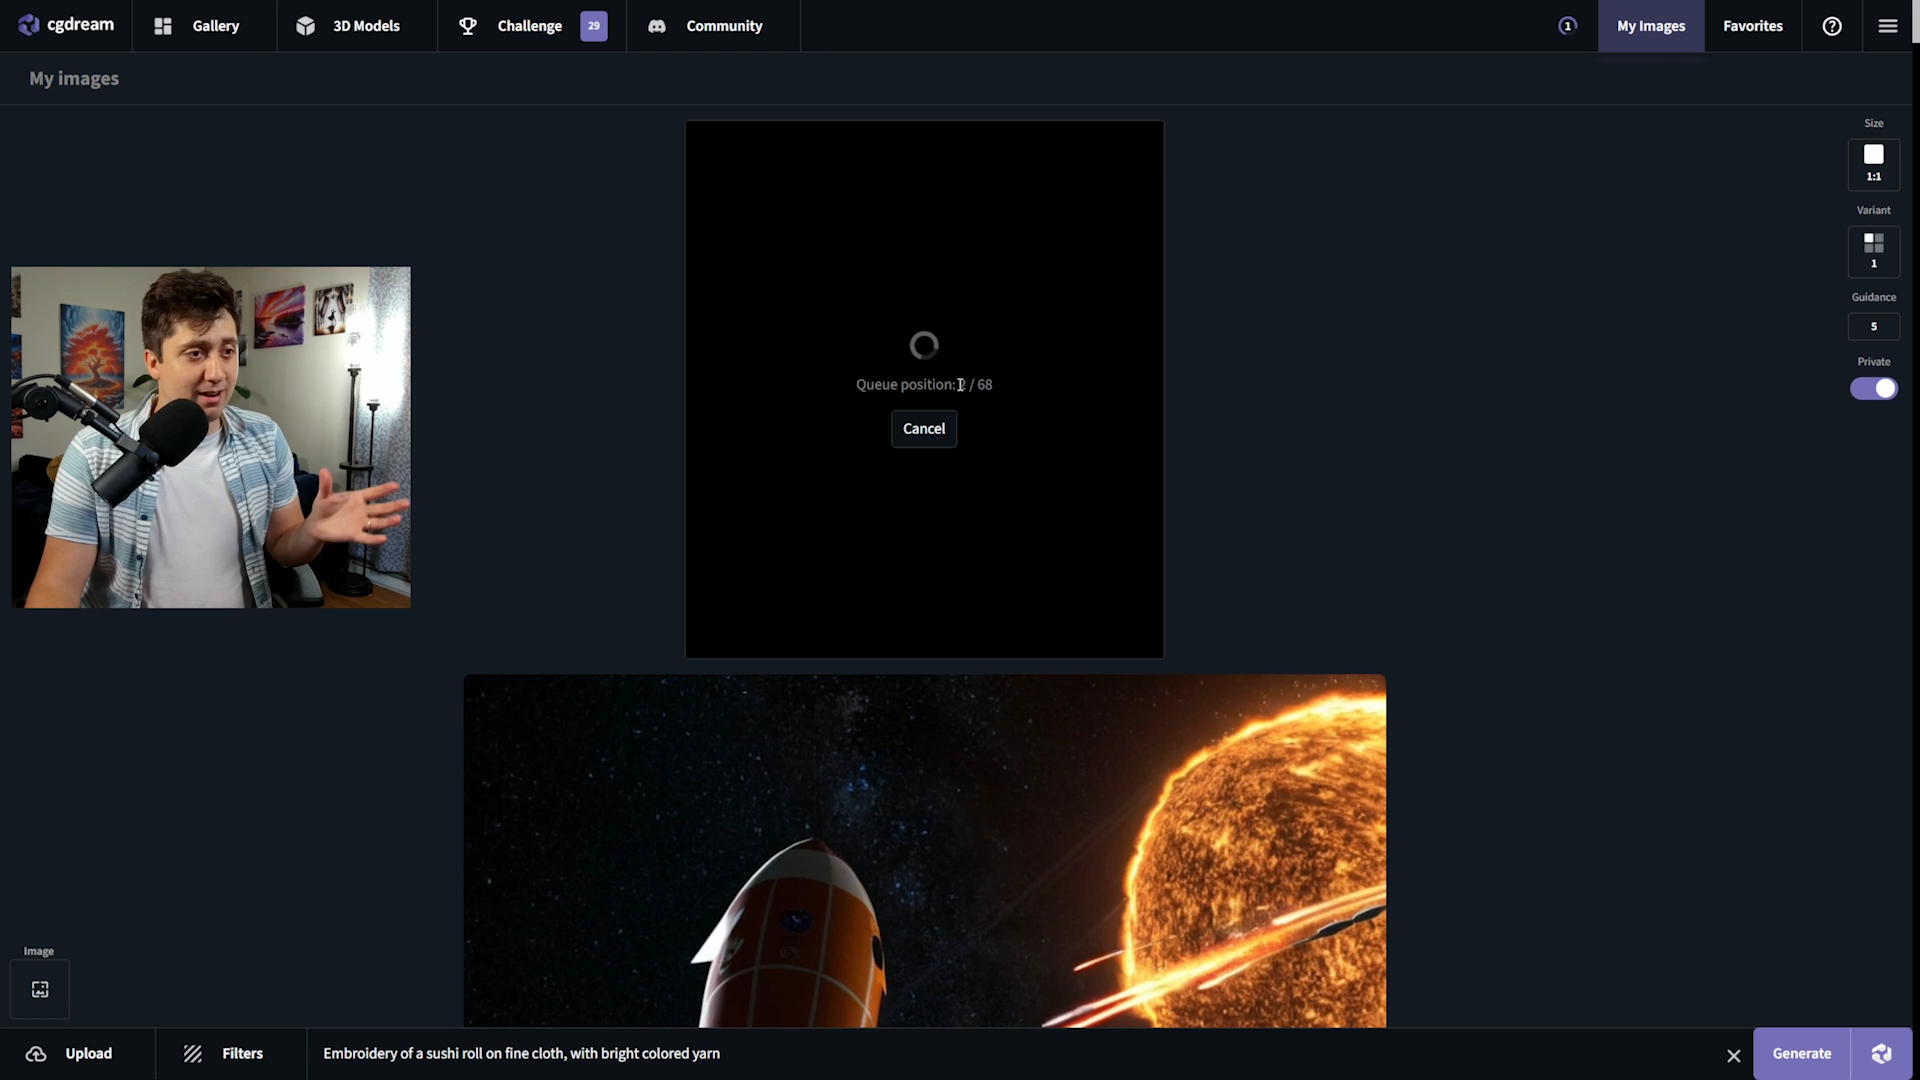 cgdream
Gallery
3D Models
Challenge
29
Community
1
My Images
Favorites
My images
Size
1:1
Variant
1
Guidance
5
Private
Queue position: 2 / 68
Cancel
Image
Upload
Filters
Embroidery of a sushi roll on fine cloth, with bright colored yarn
Generate